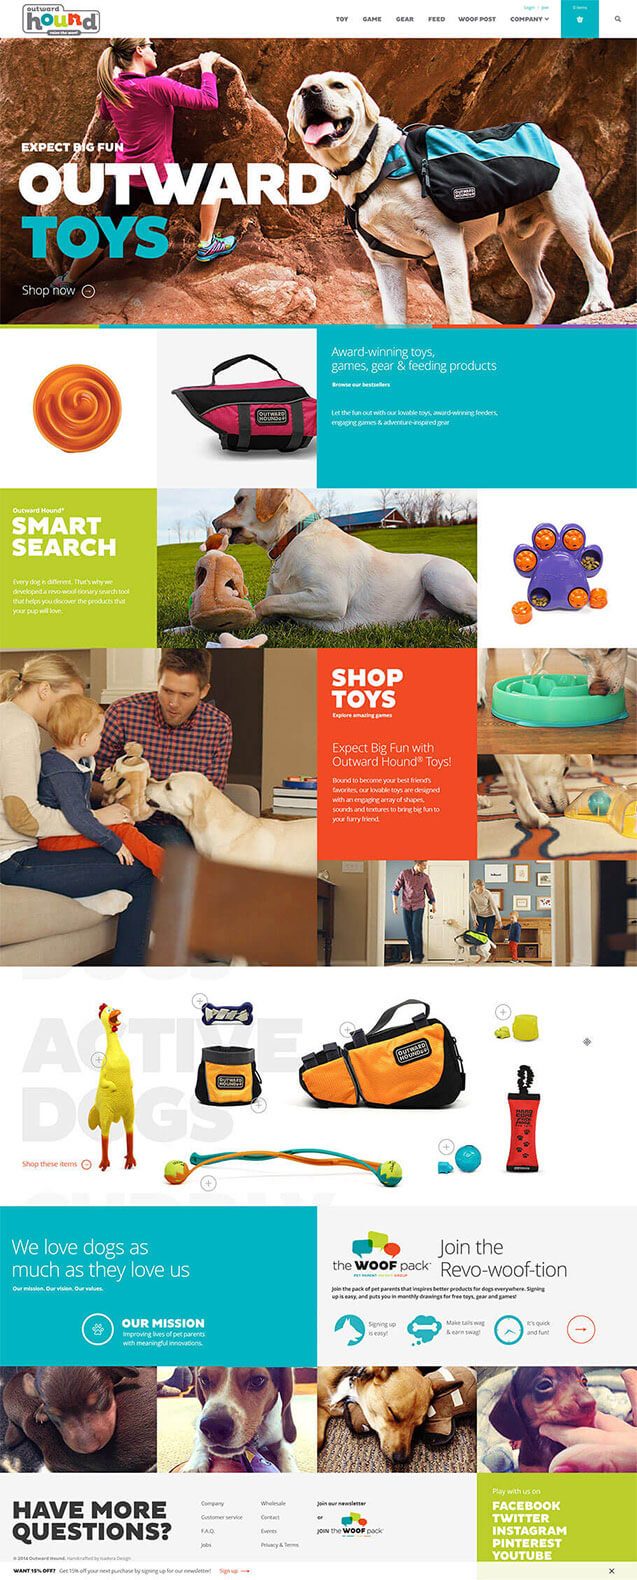 outward
hound
raise the woof!
TOY GAME GEAR FEED WOOF POST COMPANY
Login Join
0 items
EXPECT BIG FUN
OUTWARD
TOYS
Shop now
OUTWARD
HOUND
Award-winning toys,
games, gear & feeding products
Browse our bestsellers
Let the fun out with our lovable toys, award-winning feeders,
engaging games & adventure-inspired gear
OUTWARD
HOUND
Outward Hound®
SMART
SEARCH
Every dog is different. That's why we
developed a revo-woof-tionary search tool
that helps you discover the products that
your pup will love.
SHOP
TOYS
Explore amazing games
Expect Big Fun with
Outward Hound® Toys!
Bound to become your best friend's
favorites, our lovable toys are designed
with an engaging array of shapes,
sounds and textures to bring big fun to
your furry friend.
DOGS
ACTIVE
DOGS
OUTWARD
HOUND
OUTWARD
HOUND
HARD
CORE
Shop these items
We love dogs as
much as they love us
Our mission. Our vision. Our values.
OUR MISSION
Improving lives of pet parents
with meaningful innovations.
the WOOF pack™
Join the
Revo-woof-tion
Join the pack of pet parents that inspires better products for dogs everywhere. Signing
up is easy, and puts you in monthly drawings for free toys, gear and games!
Signing up
is easy!
Make tails wag
& earn swag!
It's quick
and fun!
HAVE MORE
QUESTIONS?
Company
Customer service
F.A.Q.
Jobs
Wholesale
Contact
Events
Privacy & Terms
Join our newsletter
or
JOIN the WOOF pack
Play with us on
FACEBOOK
TWITTER
INSTAGRAM
PINTEREST
YOUTUBE
© 2014 Outward Hound. Handcrafted by Isadora Design
WANT 15% OFF? Get 15% off your next purchase by signing up for our newsletter! Sign up